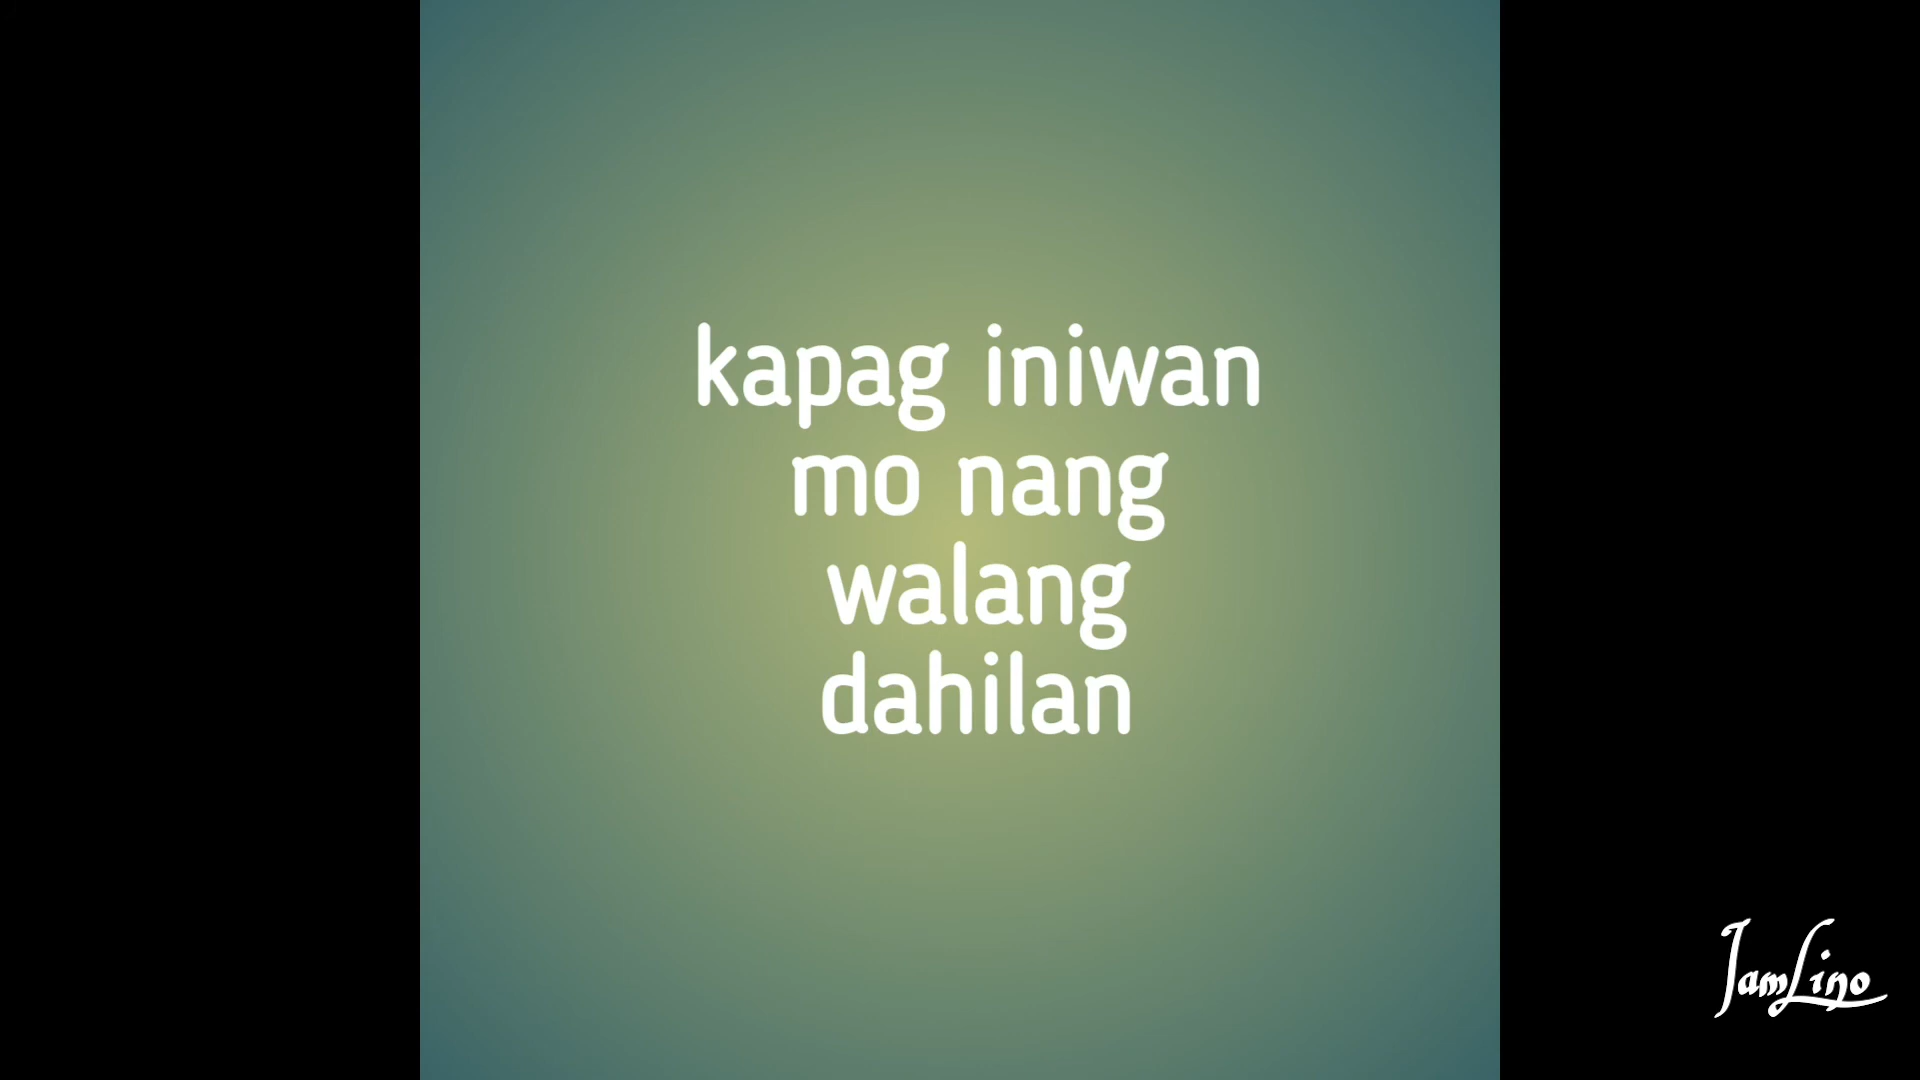 kapag iniwan
mo nang
walang
dahilan
JamLino